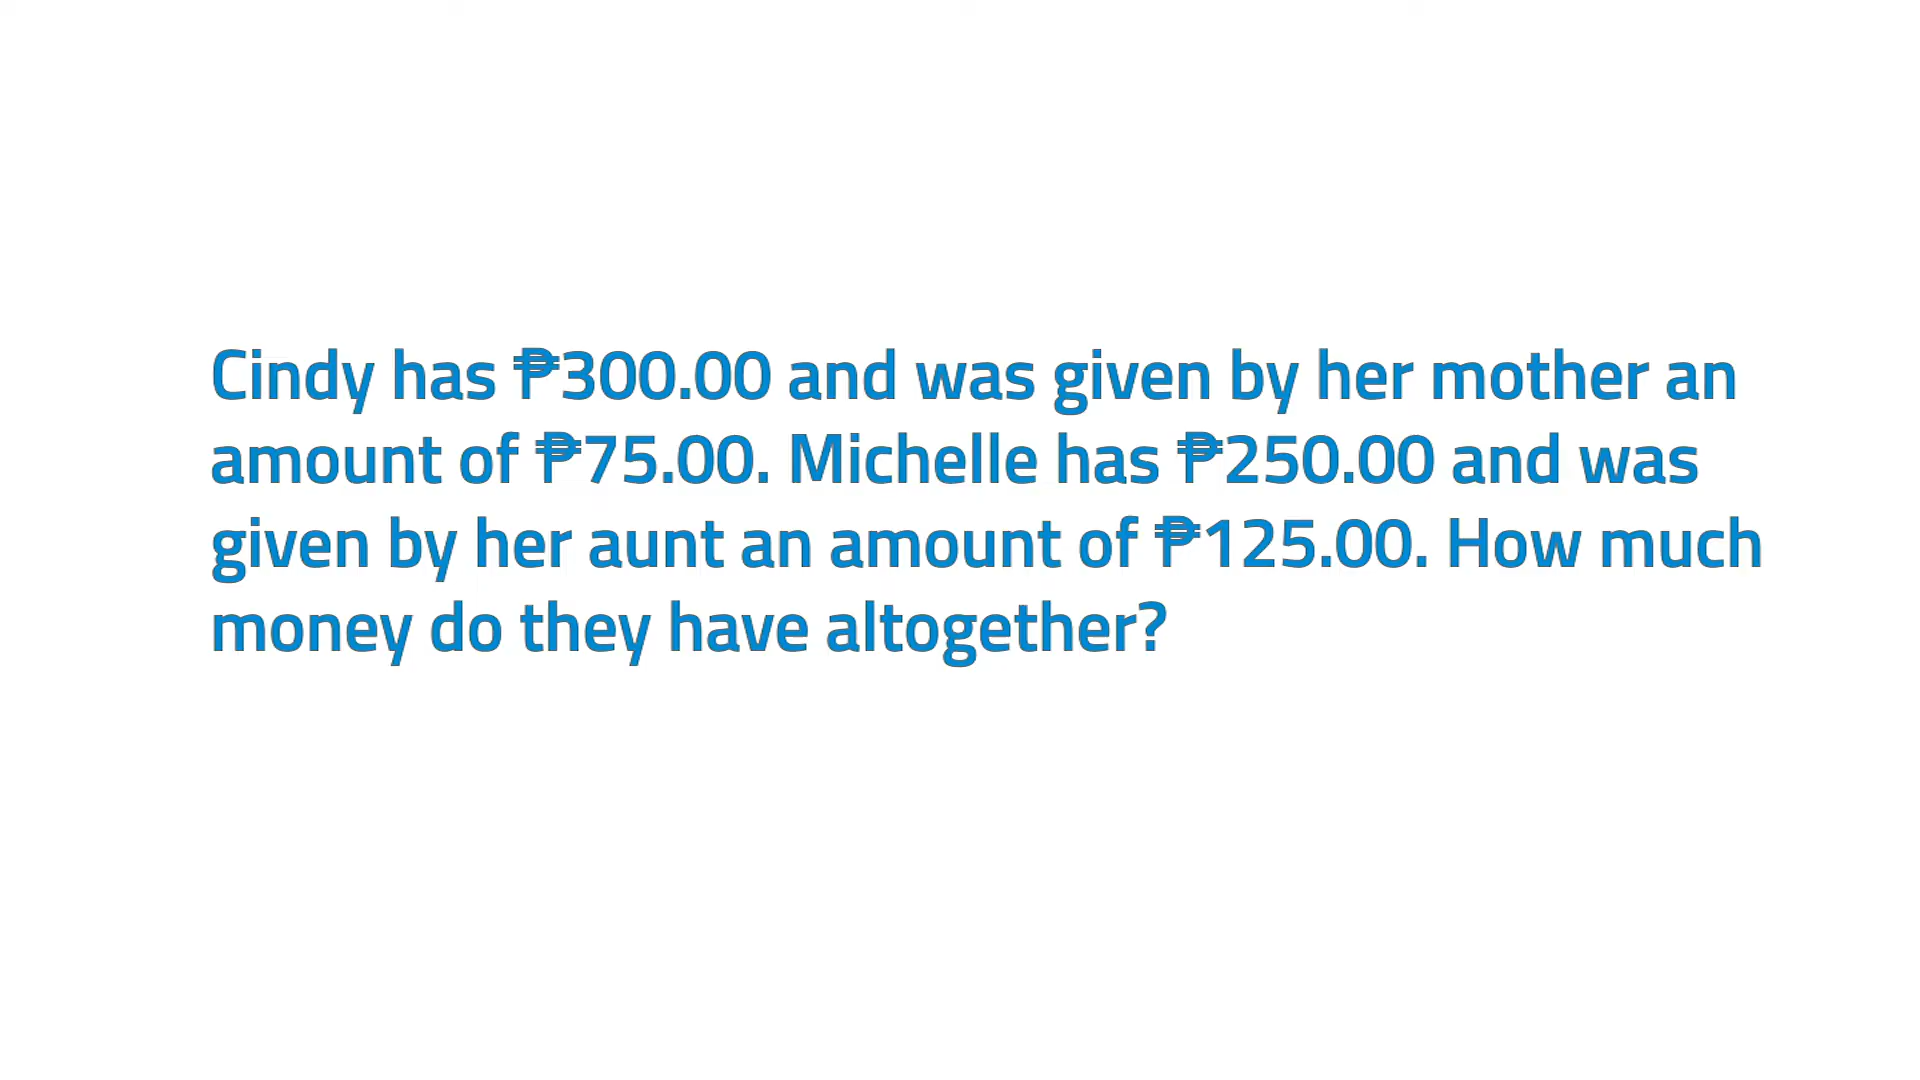 Cindy has ₱300.00 and was given by her mother an
amount of ₱75.00. Michelle has ₱250.00 and was
given by her aunt an amount of ₱125.00. How much
money do they have altogether?